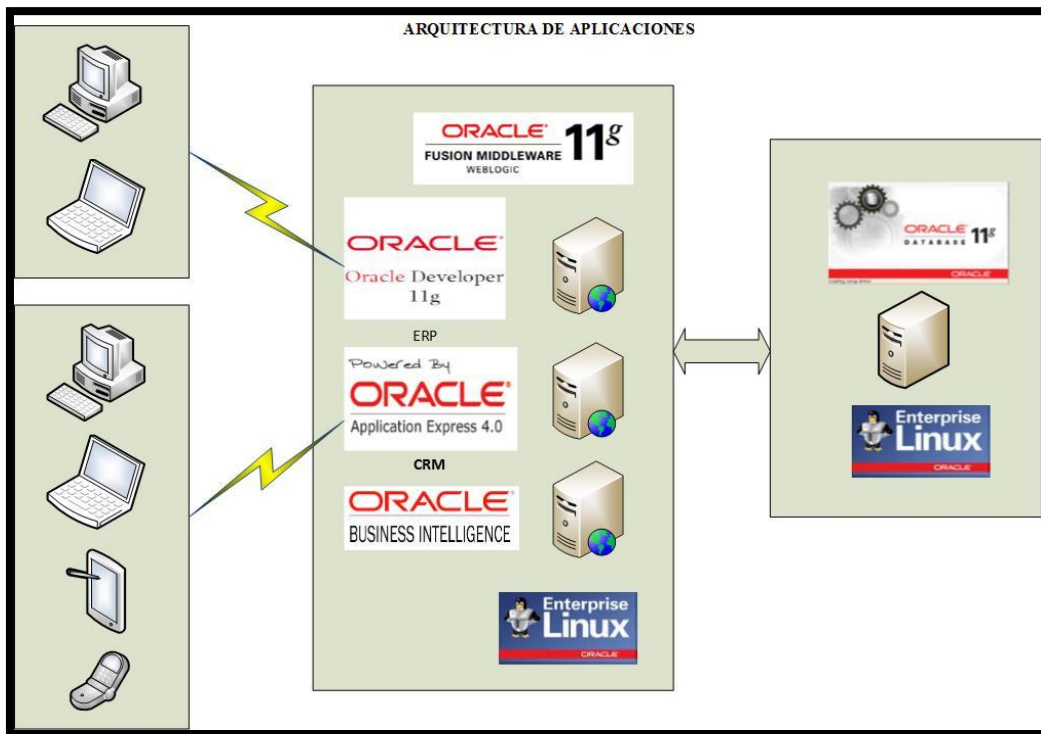 ARQUITECTURA DE APLICACIONES
ORACLE
FUSION MIDDLEWARE 11g
WEBLOGIC
ORACLE
Oracle Developer
11g
ERP
Powered By
ORACLE
Application Express 4.0
CRM
ORACLE
BUSINESS INTELLIGENCE
Enterprise
Linux
ORACLE
ORACLE
DATABASE 11g
ORACLE
Enterprise
Linux
ORACLE